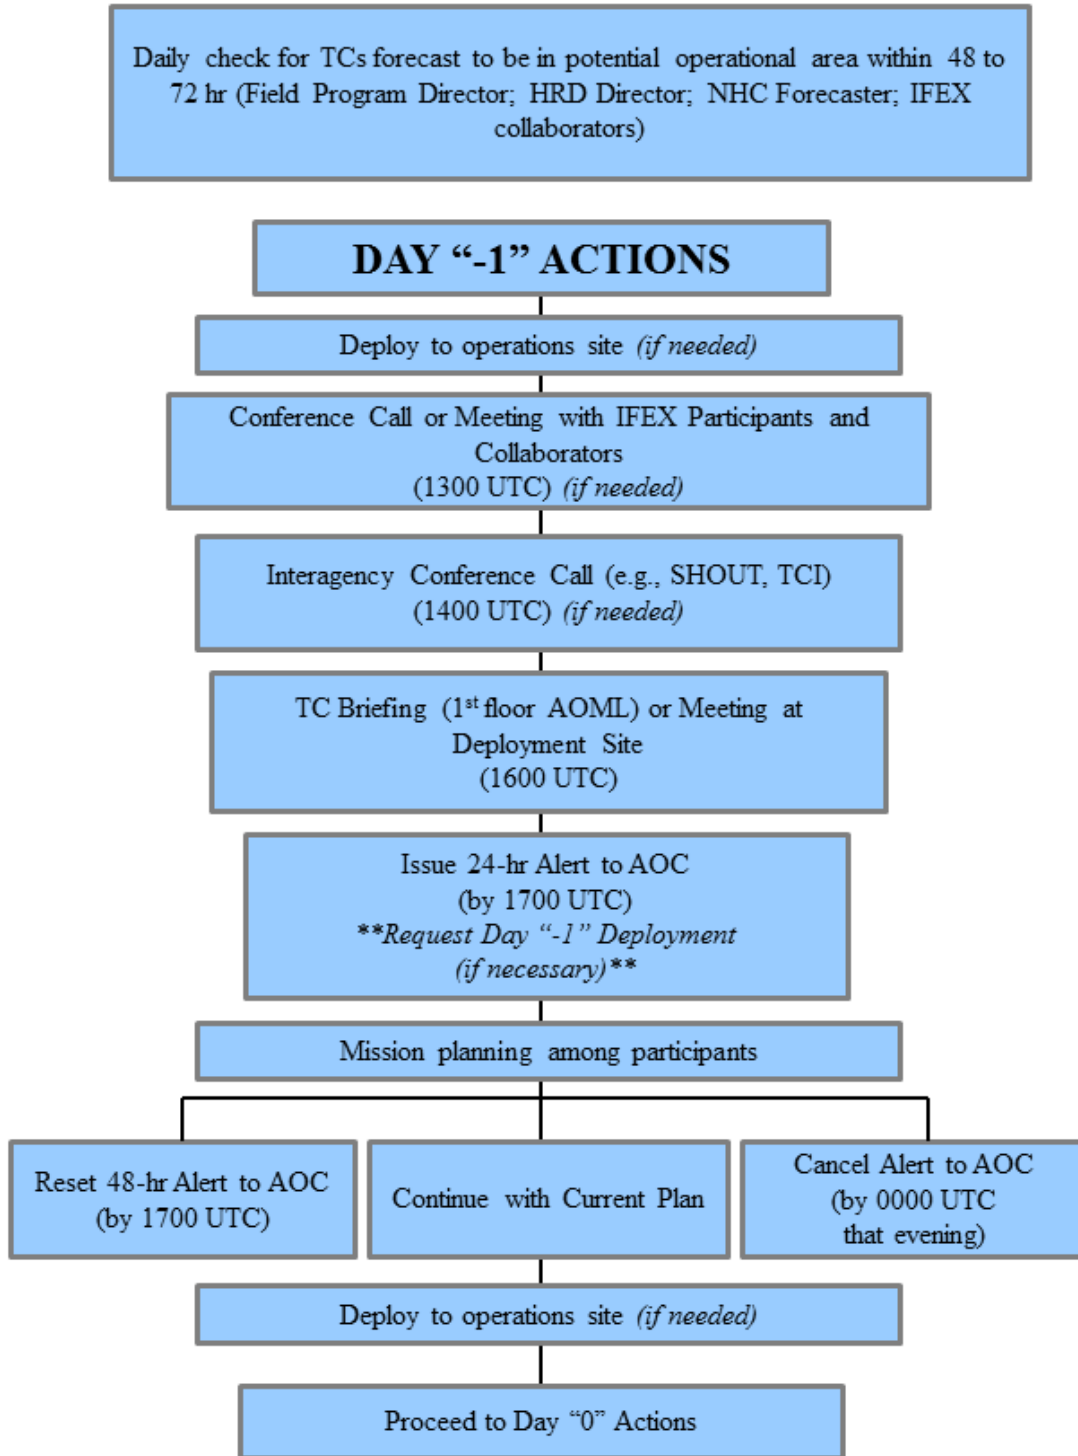 Daily check for TCs forecast to be in potential operational area within 48 to
72 hr (Field Program Director; HRD Director; NHC Forecaster; IFEX
collaborators)
DAY “-1” ACTIONS
Deploy to operations site (if needed)
Conference Call or Meeting with IFEX Participants and
Collaborators
(1300 UTC) (if needed)
Interagency Conference Call (e.g., SHOUT, TCI)
(1400 UTC) (if needed)
TC Briefing (1st floor AOML) or Meeting at
Deployment Site
(1600 UTC)
Issue 24-hr Alert to AOC
(by 1700 UTC)
**Request Day “-1” Deployment
(if necessary)**
Mission planning among participants
Reset 48-hr Alert to AOC
(by 1700 UTC)
Continue with Current Plan
Cancel Alert to AOC
(by 0000 UTC
that evening)
Deploy to operations site (if needed)
Proceed to Day “0” Actions